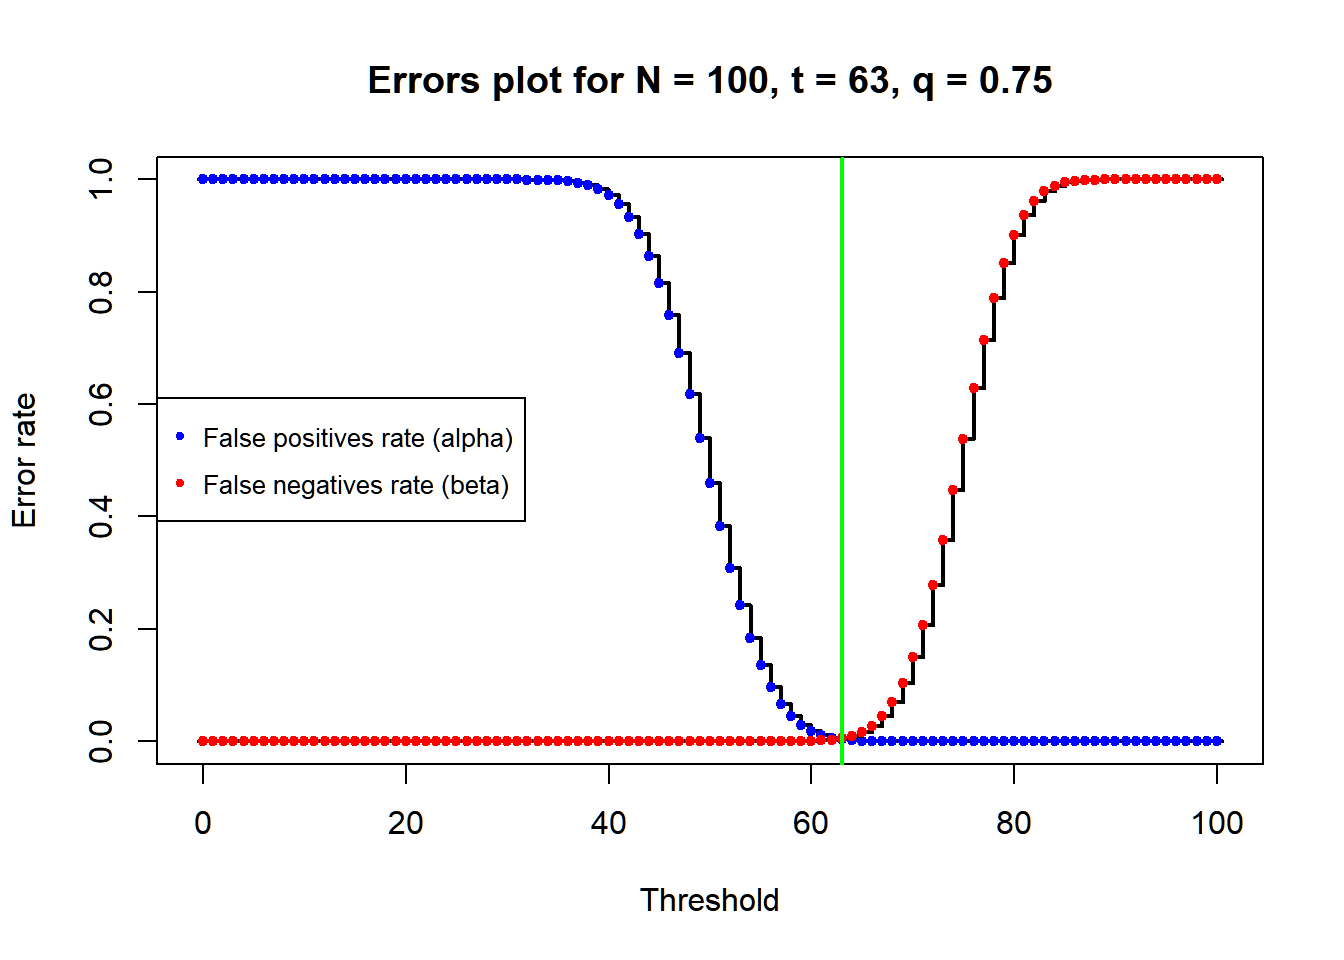 Errors plot for N = 100, t = 63, q = 0.75
Error rate
1.0
0.8
0.6
0.4
0.2
0.0
False positives rate (alpha)
False negatives rate (beta)
0 20 40 60 80 100
Threshold